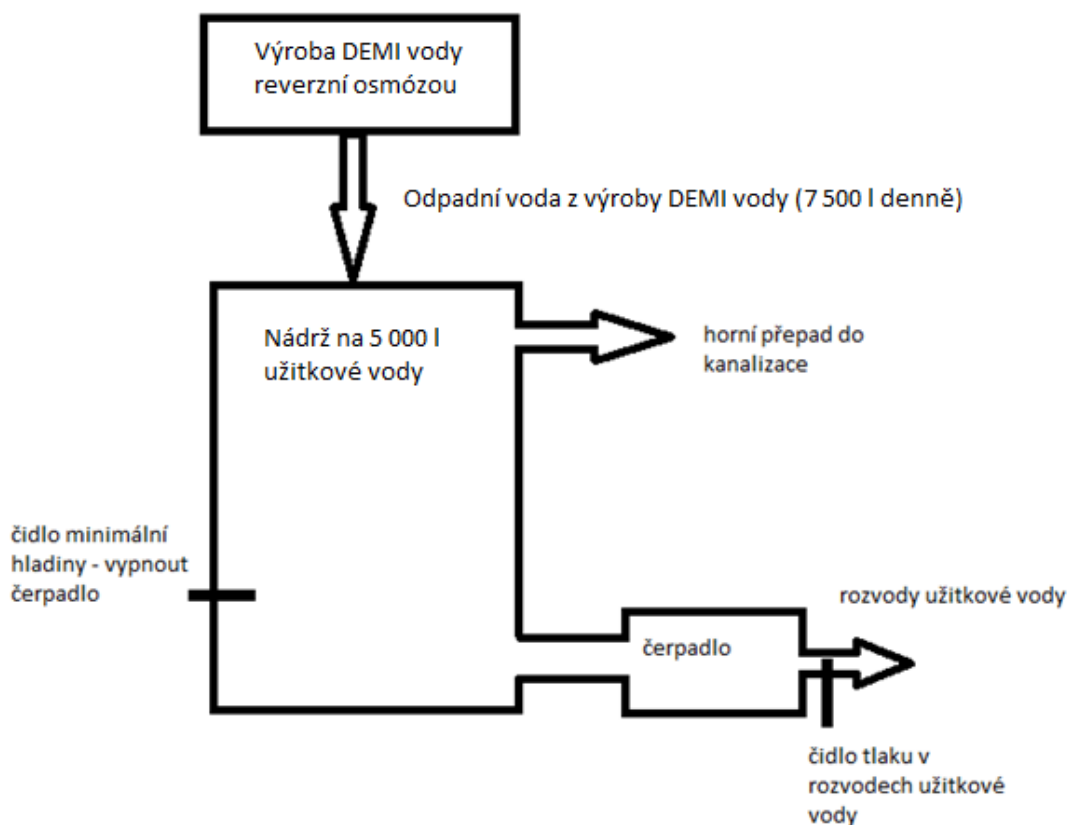 Výroba DEMI vody
reverzní osmózou
Odpadní voda z výroby DEMI vody (7 500 l denně)
Nádrž na 5 000 l
užitkové vody
horní přepad do
kanalizace
čidlo minimální
hladiny - vypnout
čerpadlo
rozvody užitkové vody
čerpadlo
čidlo tlaku v
rozvodech užitkové
vody